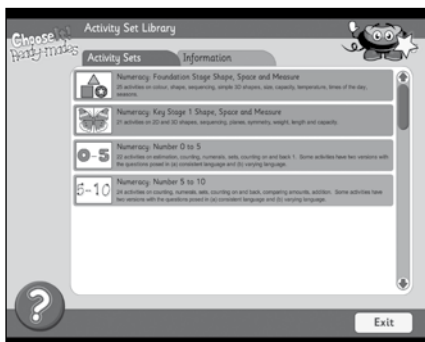 Choose it!
Ready-mades
Activity Set Library
Activity Sets
Information
Numeracy: Foundation Stage Shape, Space and Measure
20 activities on colour, shape, sequencing, simple 3D shapes, size, capacity, temperature, times of the day,
seasons.
Numeracy: Key Stage 1 Shape, Space and Measure
21 activities on 2D and 3D shapes, sequencing, planes, symmetry, weight, length and capacity.
0-5
Numeracy: Number 0 to 5
22 activities on estimation, counting, numerals, sets, counting on and back 1. Some activities have two versions with
the questions posed in (a) consistent language and (b) varying language.
5-10
Numeracy: Number 5 to 10
24 activities on counting, numerals, sets, counting on and back, comparing amounts, addition. Some activities have
two versions with the questions posed in (a) consistent language and (b) varying language.
?
Exit